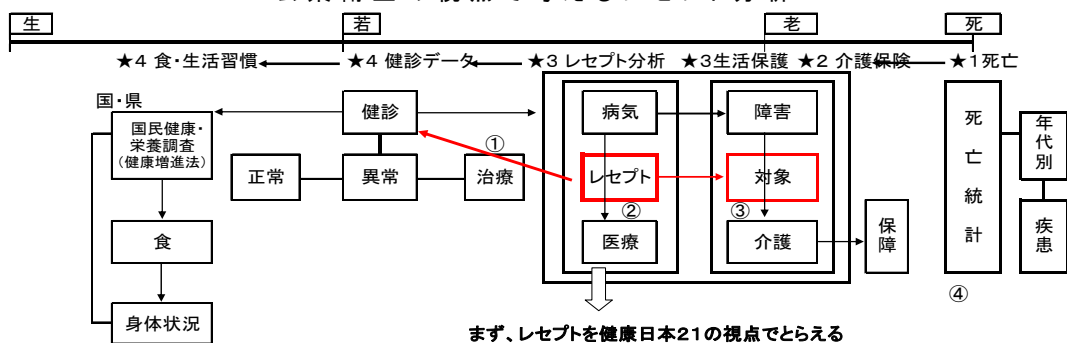 生
若
老
死
★4 食・生活習慣
★4 健診データ
★3 レセプト分析
★3生活保護
★2 介護保険
★1死亡
国・県
国民健康・
栄養調査
(健康増進法)
食
身体状況
健診
正常
異常
治療
①
病気
レセプト
②
医療
障害
対象
③
介護
保障
死亡統計
④
年代別
疾患
まず、レセプトを健康日本21の視点でとらえる